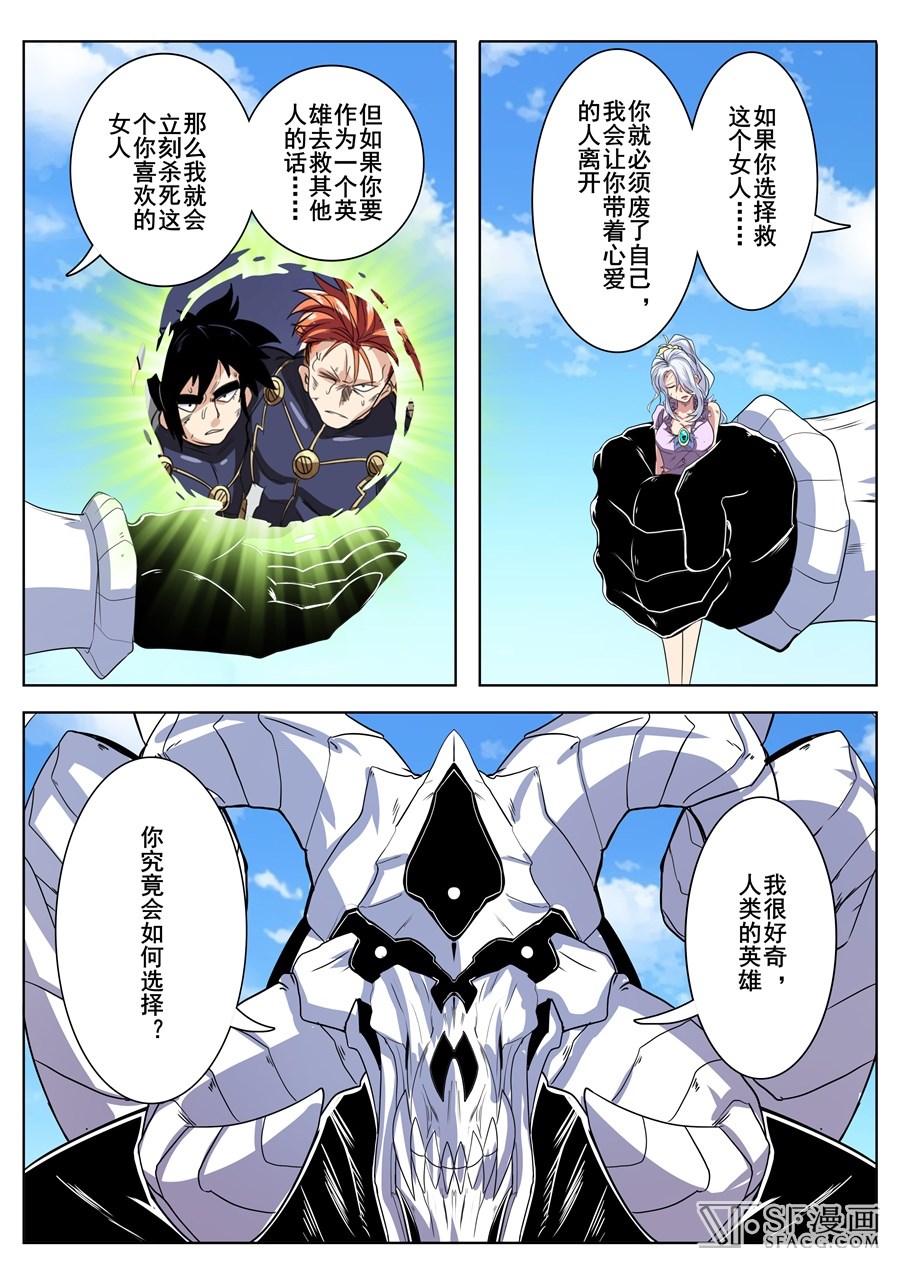 如果你选择救
这个女人……
你就必须废了自己，
我会让你带着心爱
的人离开
但如果你要
作为一个英
雄去救其他
人的话……
那么我就会
立刻杀死这
个你喜欢的
女人
我很好奇，
人类的英雄
你究竟会如何选择？
SF漫画
SFACG.COM